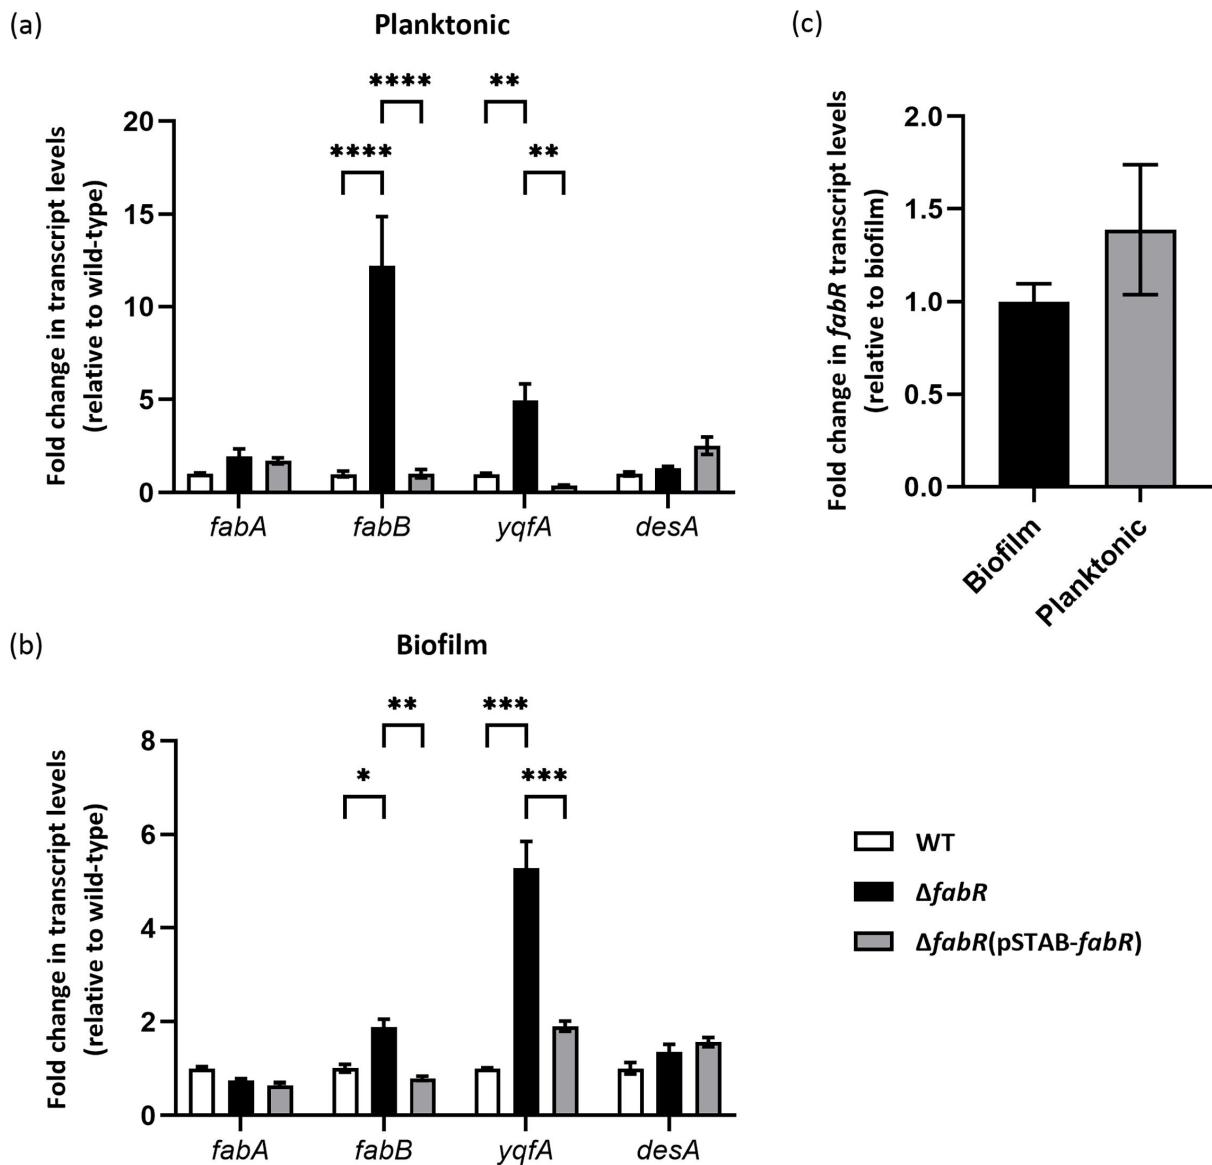 (a)
Planktonic
**** **
**** **
Fold change in transcript levels
(relative to wild-type)
20
15
10
5
0
fabA fabB yqfA desA
(c)
Fold change in fabR transcript levels
(relative to biofilm)
2.0
1.5
1.0
0.5
0.0
Biofilm
Planktonic
(b)
Biofilm
** ***
* ***
Fold change in transcript levels
(relative to wild-type)
8
6
4
2
0
fabA fabB yqfA desA
WT
ΔfabR
ΔfabR(pSTAB-fabR)